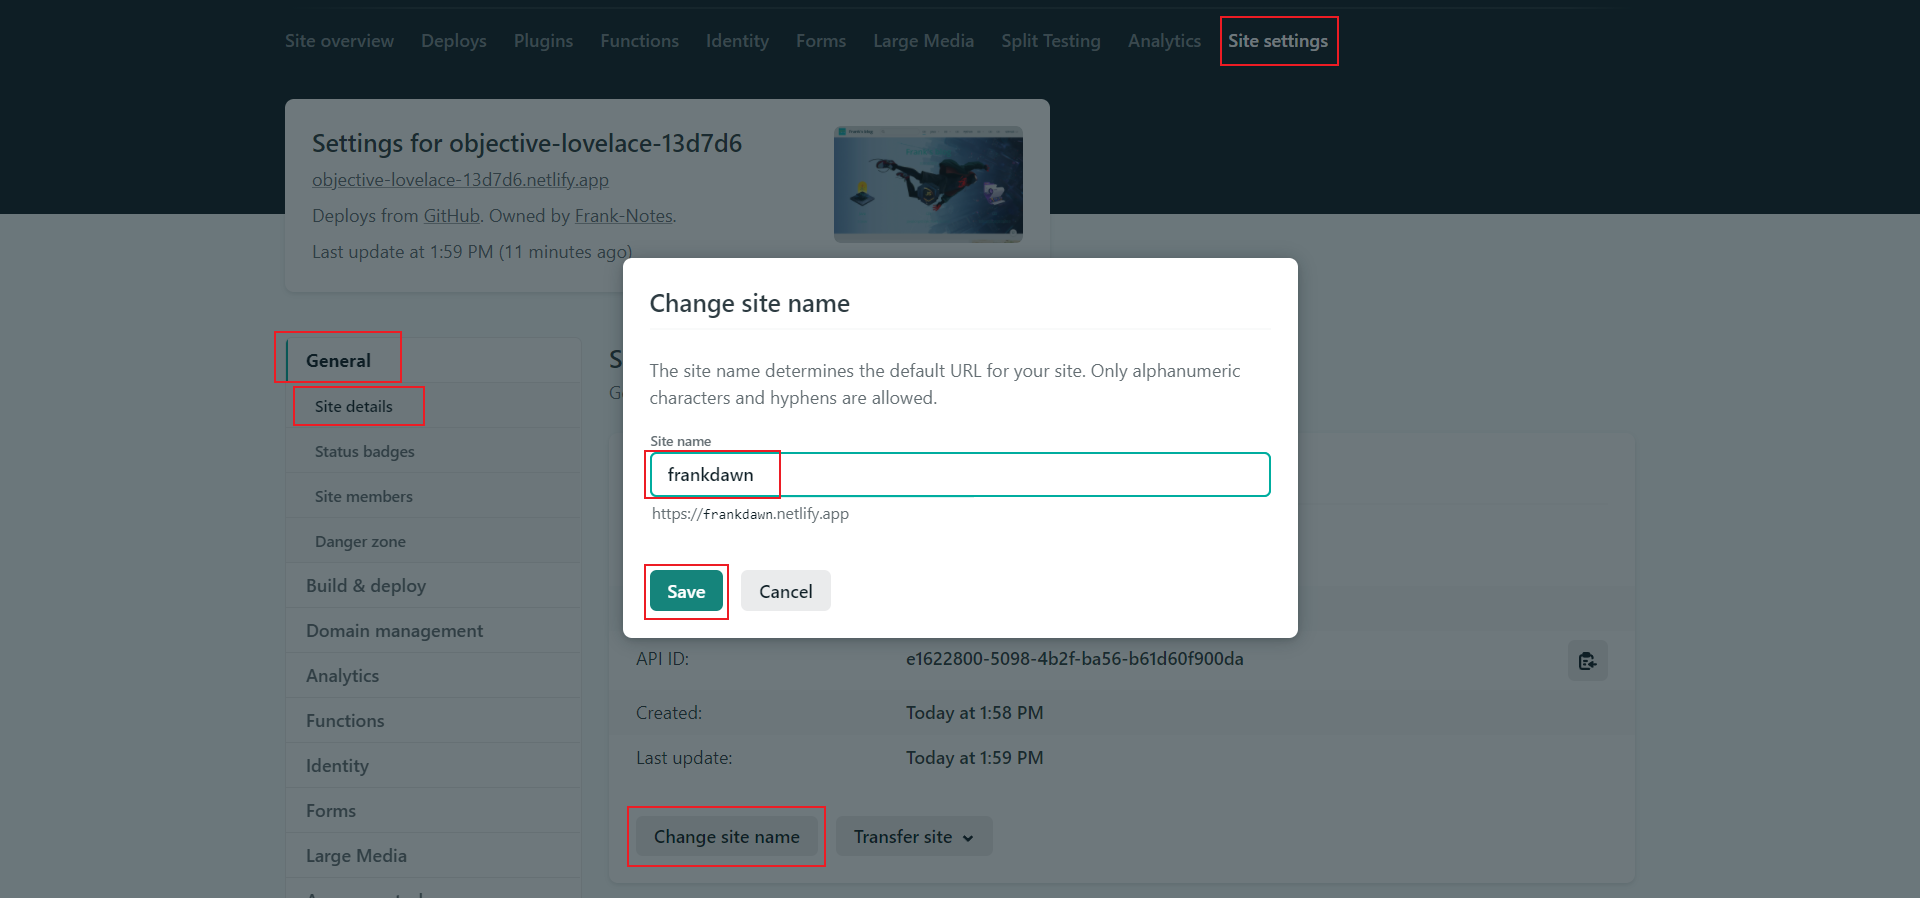 Site overview Deploys Plugins Functions Identity Forms Large Media Split Testing Analytics Site settings
Settings for objective-lovelace-13d7d6
objective-lovelace-13d7d6.netlify.app
Deploys from GitHub. Owned by Frank-Notes.
Last update at 1:59 PM (11 minutes ago)
Change site name
The site name determines the default URL for your site. Only alphanumeric
characters and hyphens are allowed.
Site name
frankdawn
https://frankdawn.netlify.app
Save Cancel
General
Site details
Status badges
Site members
Danger zone
Build & deploy
Domain management
Analytics
Functions
Identity
Forms
Large Media
API ID: e1622800-5098-4b2f-ba56-b61d60f900da
Created: Today at 1:58 PM
Last update: Today at 1:59 PM
Change site name Transfer site